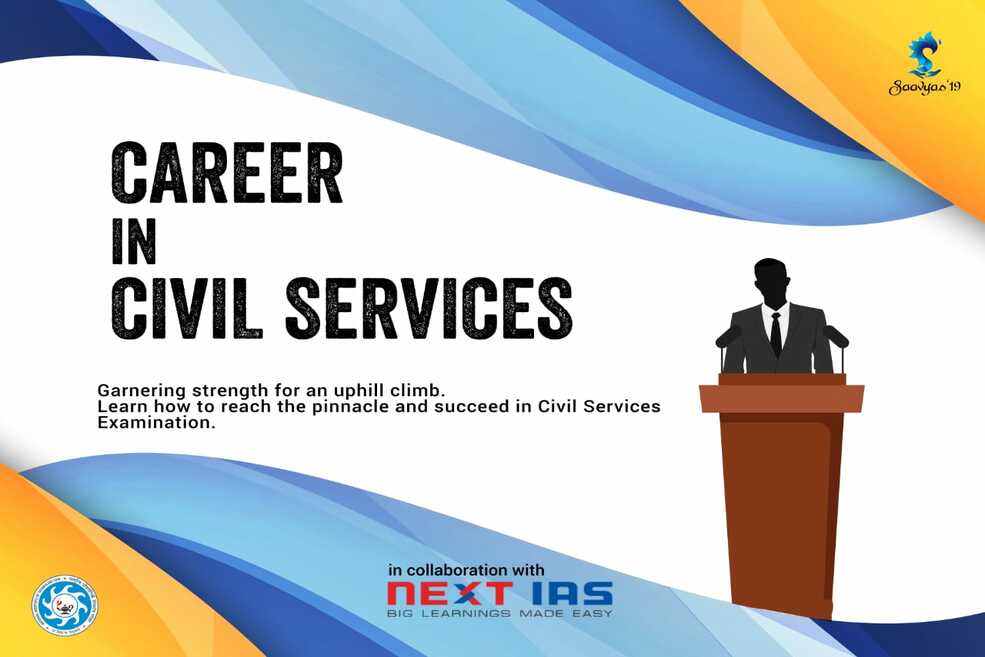 Saavyas'19
CAREER
IN
CIVIL SERVICES
Garnering strength for an uphill climb.
Learn how to reach the pinnacle and succeed in Civil Services
Examination.
in collaboration with
NEXT IAS
BIG LEARNINGS MADE EASY